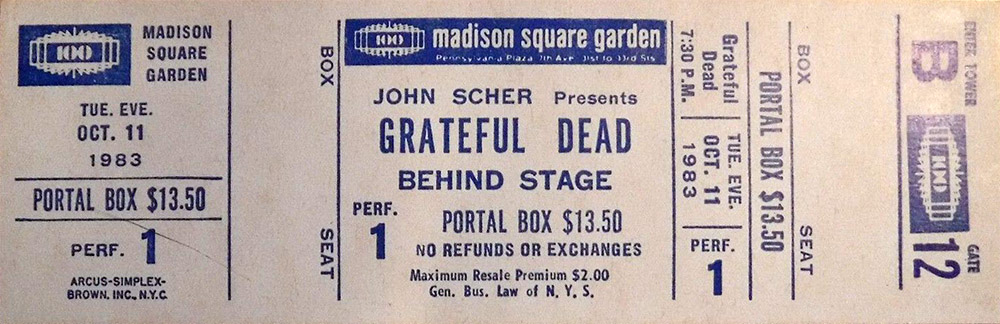 100
MADISON
SQUARE
GARDEN
TUE. EVE.
OCT. 11
1983
PORTAL BOX $13.50
PERF. 1
ARCUS-SIMPLEX-
BROWN, INC., N.Y.C.
BOX
SEAT
100 madison square garden
Pennsylvania Plaza 7th Ave 31st to 33rd Sts
JOHN SCHER Presents
GRATEFUL DEAD
BEHIND STAGE
PERF.
1
PORTAL BOX $13.50
NO REFUNDS OR EXCHANGES
Maximum Resale Premium $2.00
Gen. Bus. Law of N. Y. S.
Grateful
Dead
7:30 P.M.
TUE. EVE.
OCT. 11
1983
PERF.
1
PORTAL BOX $13.50
BOX
SEAT
ENTER TOWER
B
100
GATE
12